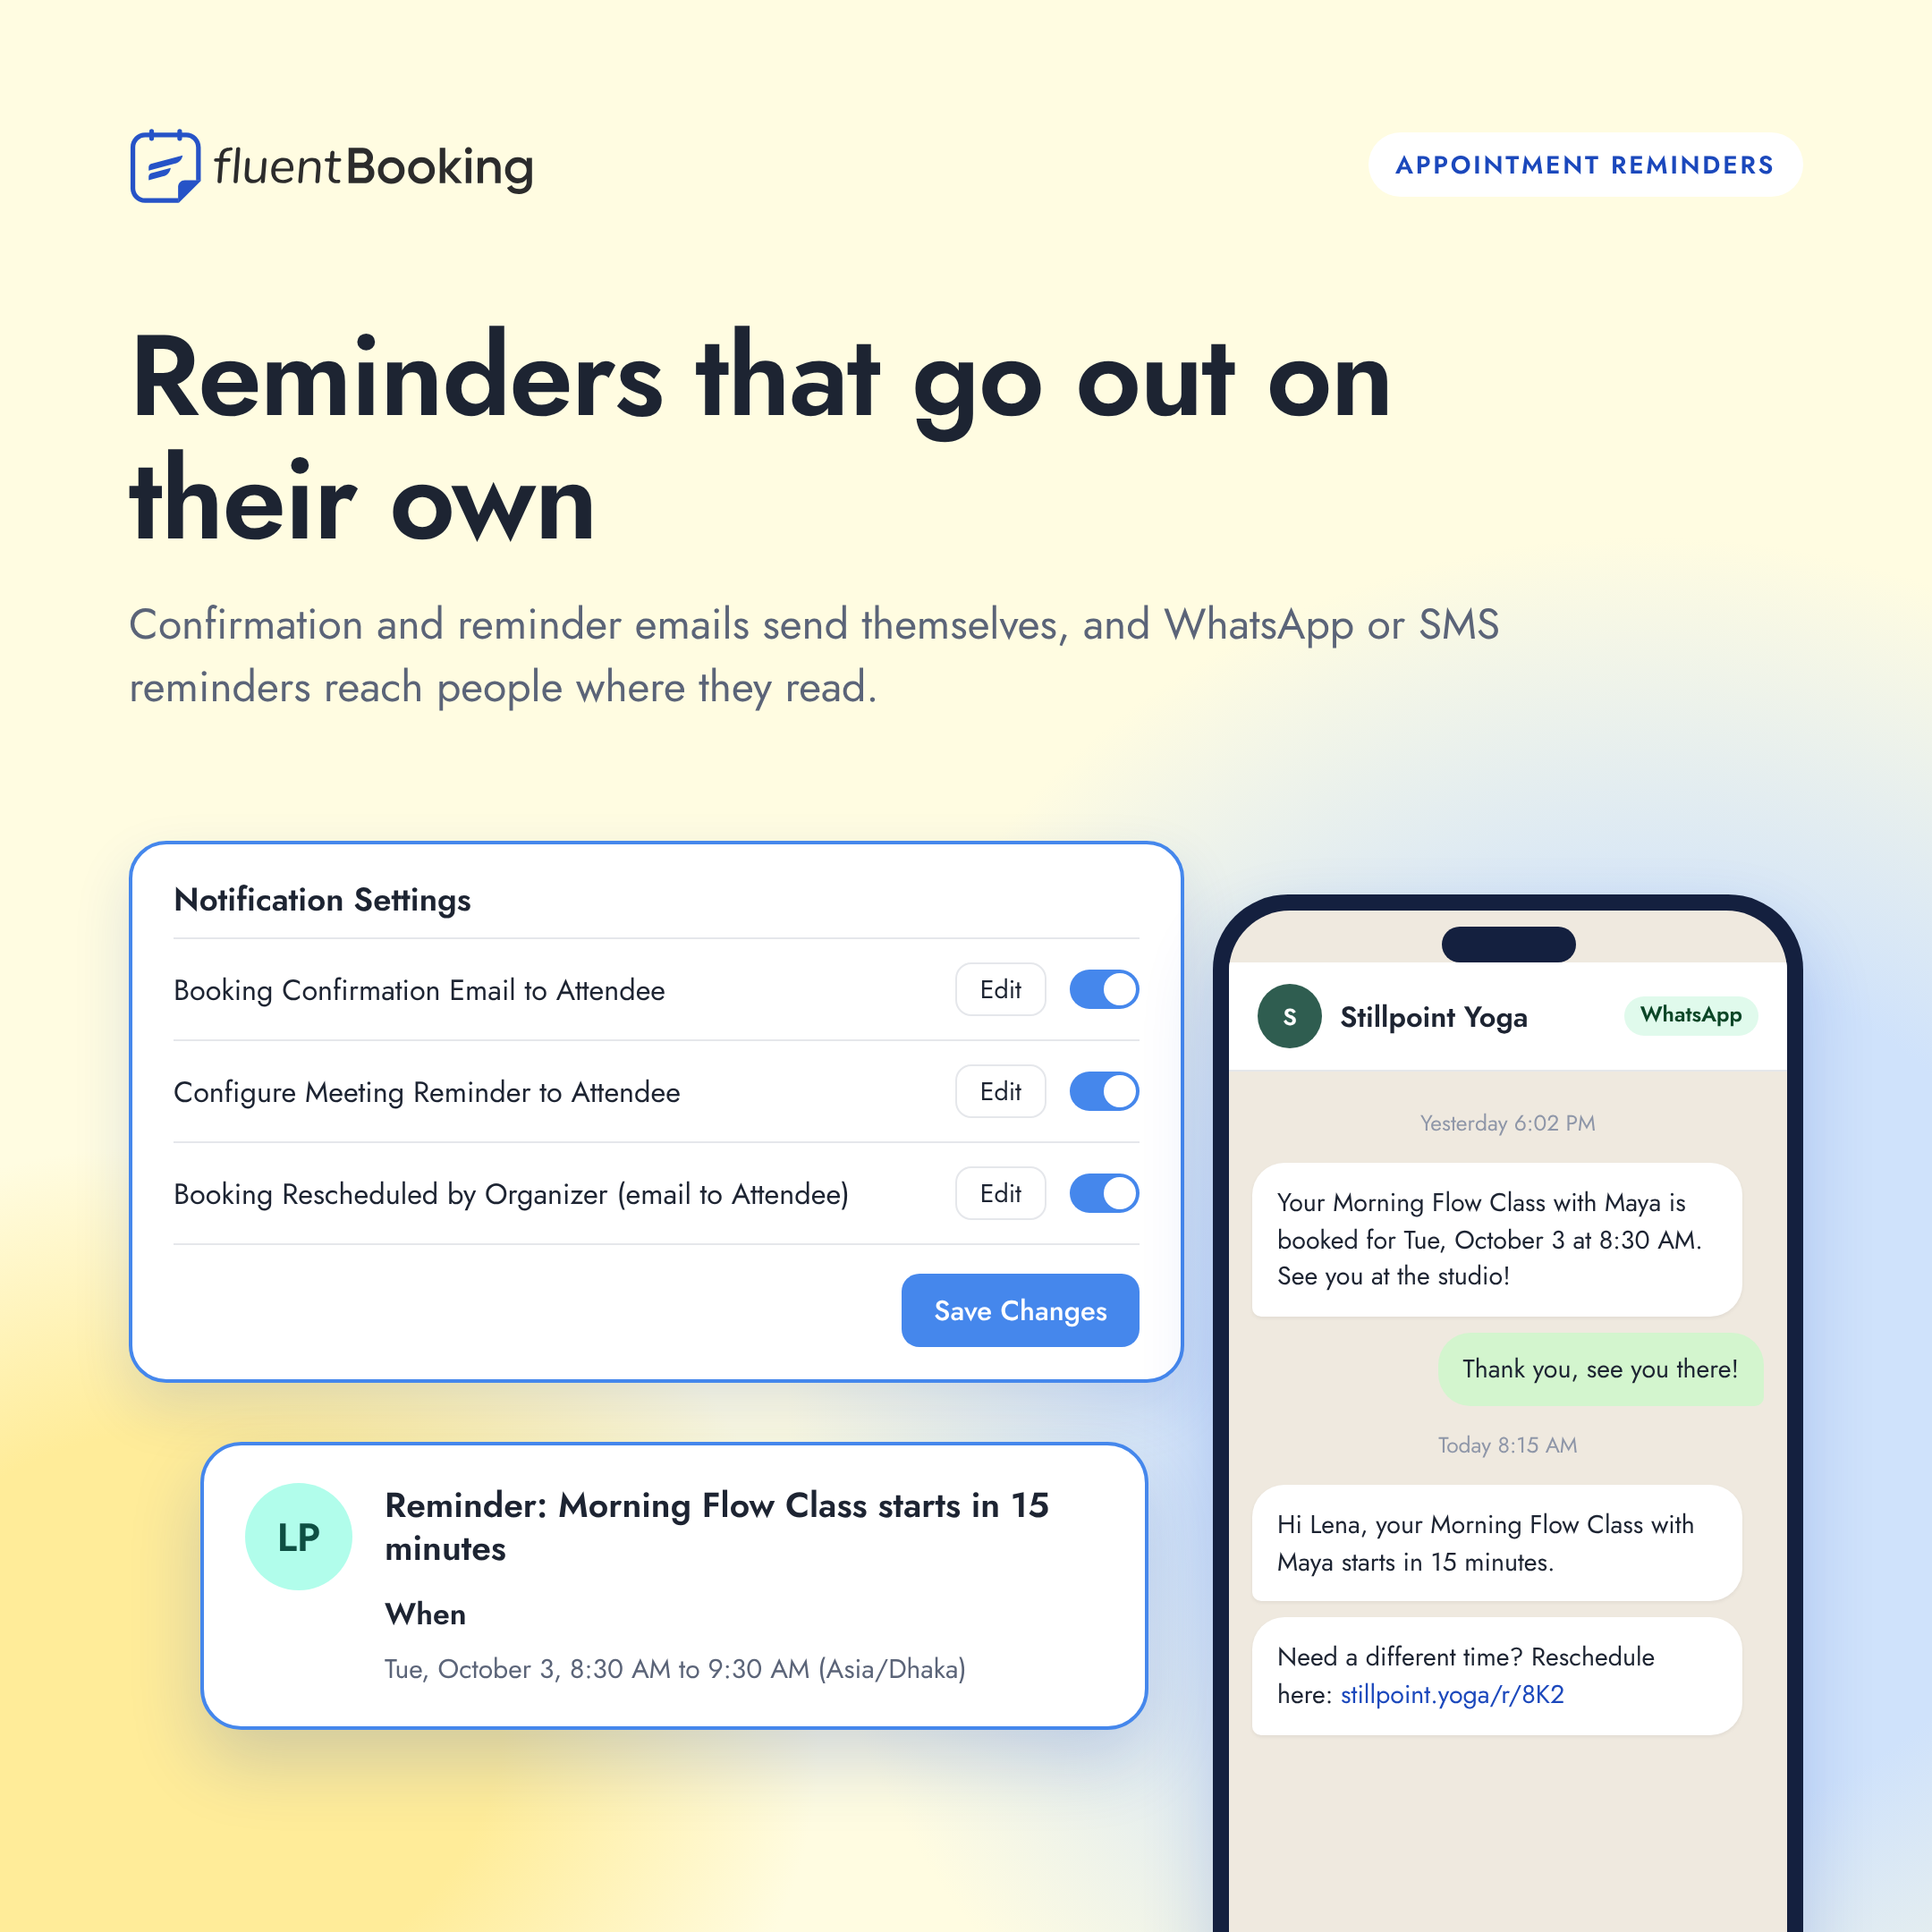 fluentBooking
APPOINTMENT REMINDERS
Reminders that go out on
their own
Confirmation and reminder emails send themselves, and WhatsApp or SMS
reminders reach people where they read.
Notification Settings
Booking Confirmation Email to Attendee
Edit
Configure Meeting Reminder to Attendee
Edit
Booking Rescheduled by Organizer (email to Attendee)
Edit
Save Changes
LP
Reminder: Morning Flow Class starts in 15
minutes
When
Tue, October 3, 8:30 AM to 9:30 AM (Asia/Dhaka)
S
Stillpoint Yoga
WhatsApp
Yesterday 6:02 PM
Your Morning Flow Class with Maya is
booked for Tue, October 3 at 8:30 AM.
See you at the studio!
Thank you, see you there!
Today 8:15 AM
Hi Lena, your Morning Flow Class with
Maya starts in 15 minutes.
Need a different time? Reschedule
here: stillpoint.yoga/r/8K2